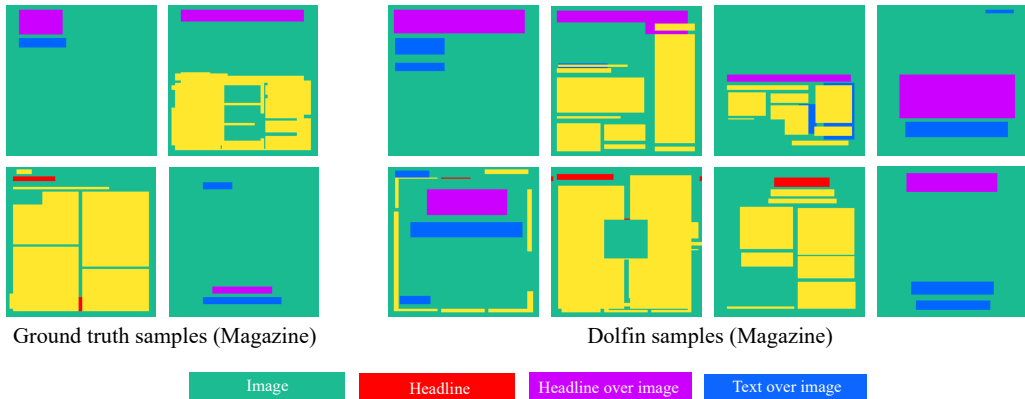 Ground truth samples (Magazine)
Dolfin samples (Magazine)
Image
Headline
Headline over image
Text over image